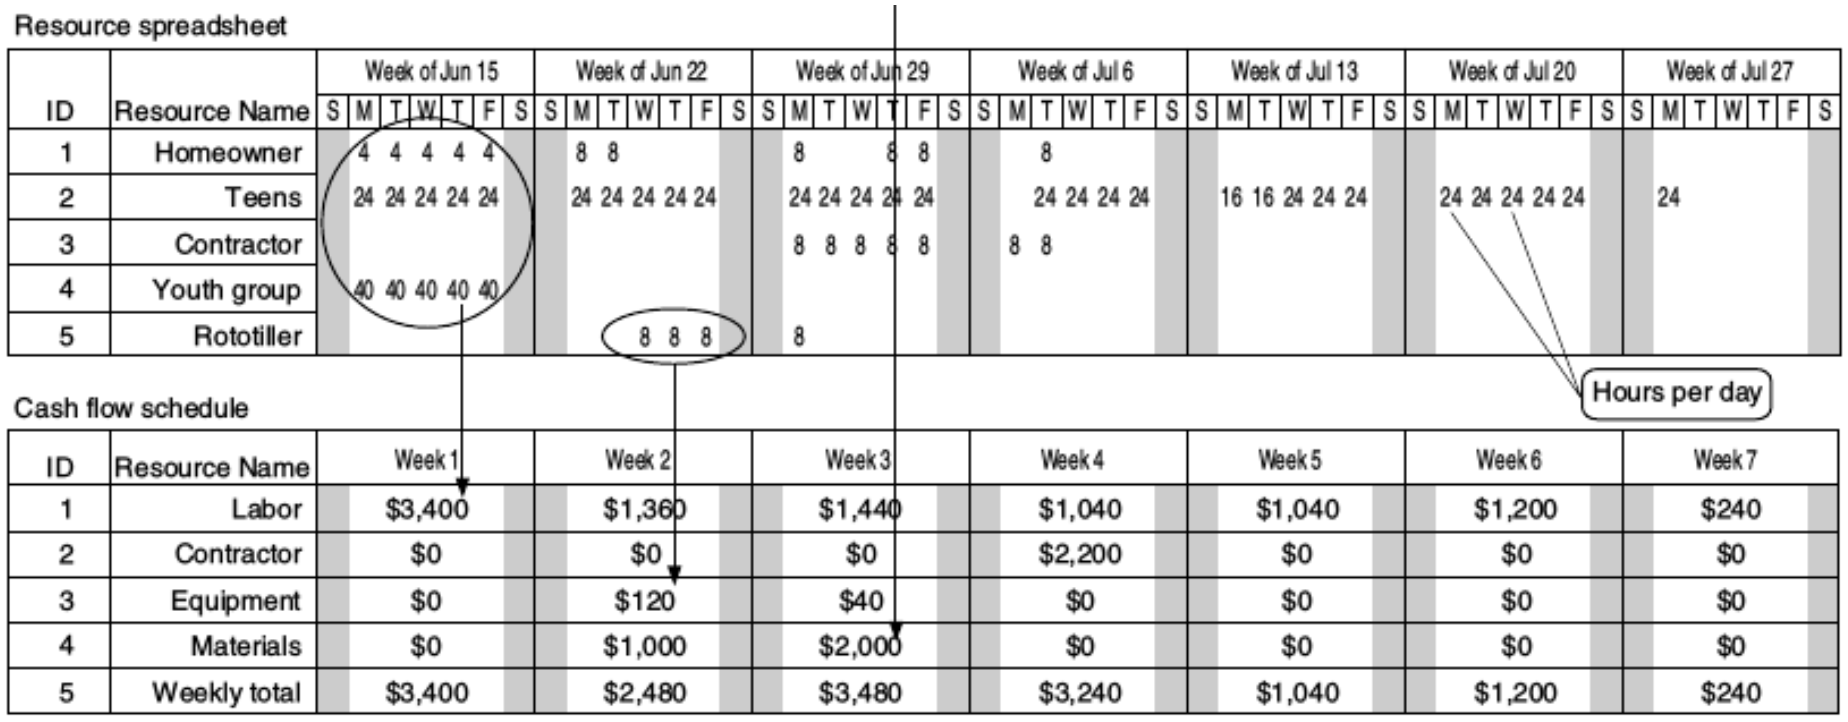 Resource spreadsheet
Week of Jun 15 Week of Jun 22 Week of Jun 29 Week of Jul 6 Week of Jul 13 Week of Jul 20 Week of Jul 27
ID Resource Name S M T W T F S S M T W T F S S M T W T F S S M T W T F S S M T W T F S S M T W T F S S M T W T F S
1 Homeowner 4 4 4 4 4 8 8 8 8 8 8
2 Teens 24 24 24 24 24 24 24 24 24 24 24 24 24 24 24 24 24 24 24 16 16 24 24 24 24 24 24 24 24 24
3 Contractor 8 8 8 8 8 8 8
4 Youth group 40 40 40 40 40
5 Rototiller 8 8 8 8
Hours per day
Cash flow schedule
ID Resource Name Week 1 Week 2 Week 3 Week 4 Week 5 Week 6 Week 7
1 Labor $3,400 $1,360 $1,440 $1,040 $1,040 $1,200 $240
2 Contractor $0 $0 $0 $2,200 $0 $0 $0
3 Equipment $0 $120 $40 $0 $0 $0 $0
4 Materials $0 $1,000 $2,000 $0 $0 $0 $0
5 Weekly total $3,400 $2,480 $3,480 $3,240 $1,040 $1,200 $240